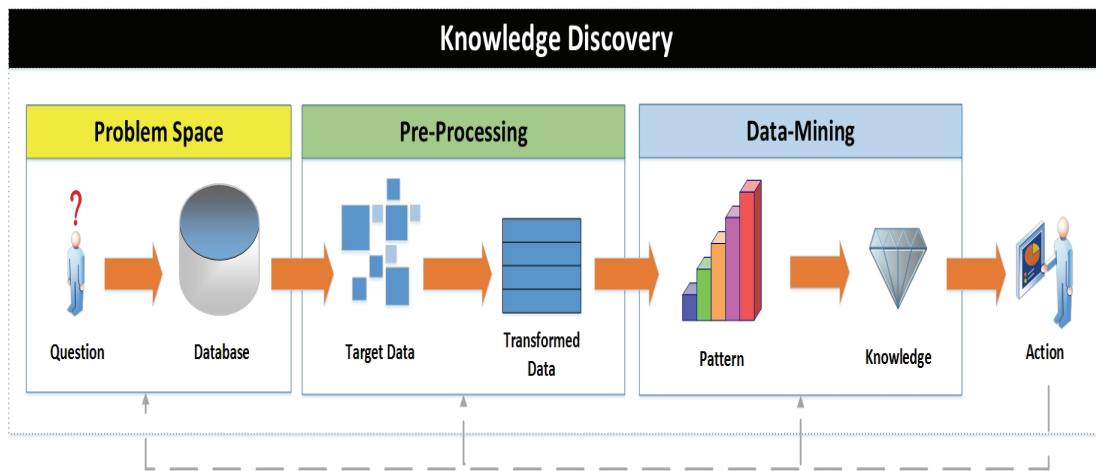 Knowledge Discovery
Problem Space
Pre-Processing
Data-Mining
?
Question
Database
Target Data
Transformed
Data
Pattern
Knowledge
Action